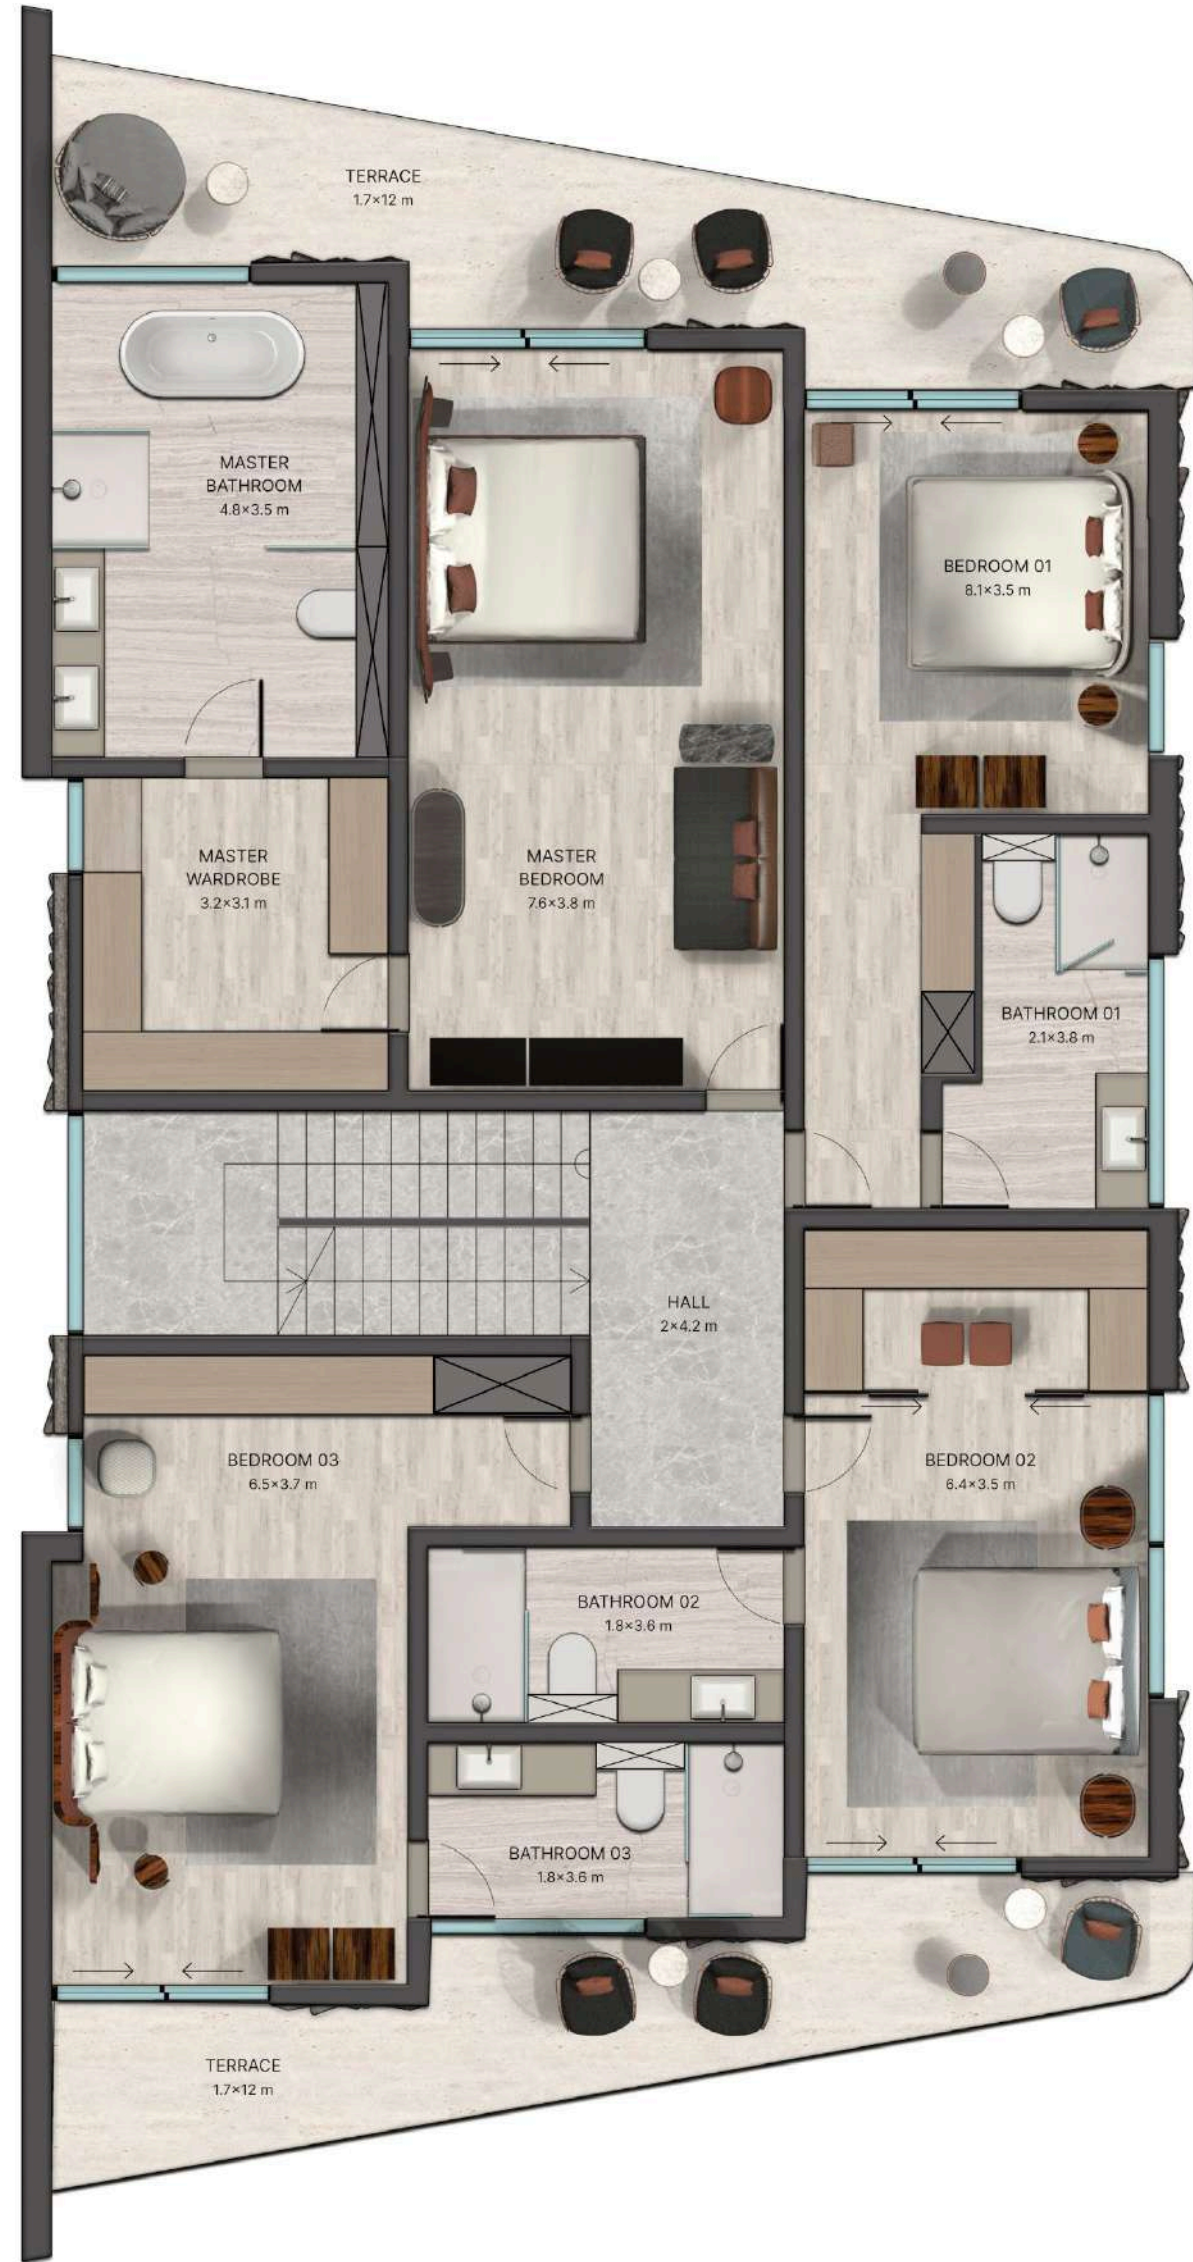 TERRACE
1.7×12 m
MASTER
BATHROOM
4.8×3.5 m
BEDROOM 01
8.1×3.5 m
MASTER
WARDROBE
3.2×3.1 m
MASTER
BEDROOM
7.6×3.8 m
BATHROOM 01
2.1×3.8 m
HALL
2×4.2 m
BEDROOM 03
6.5×3.7 m
BEDROOM 02
6.4×3.5 m
BATHROOM 02
1.8×3.6 m
BATHROOM 03
1.8×3.6 m
TERRACE
1.7×12 m